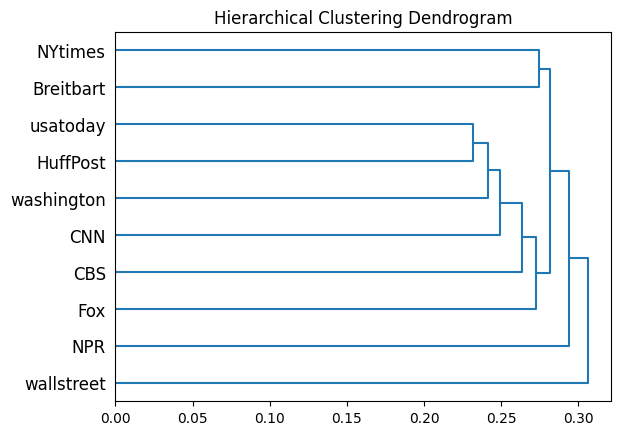 Hierarchical Clustering Dendrogram
NYtimes
Breitbart
usatoday
HuffPost
washington
CNN
CBS
Fox
NPR
wallstreet
0.00 0.05 0.10 0.15 0.20 0.25 0.30